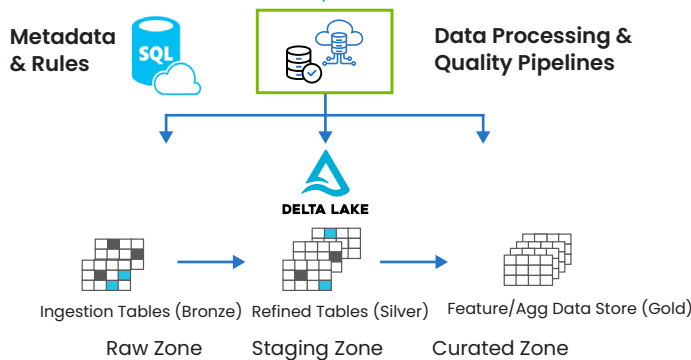 Metadata
& Rules
SQL
Data Processing &
Quality Pipelines
DELTA LAKE
Ingestion Tables (Bronze)
Refined Tables (Silver)
Feature/Agg Data Store (Gold)
Raw Zone
Staging Zone
Curated Zone